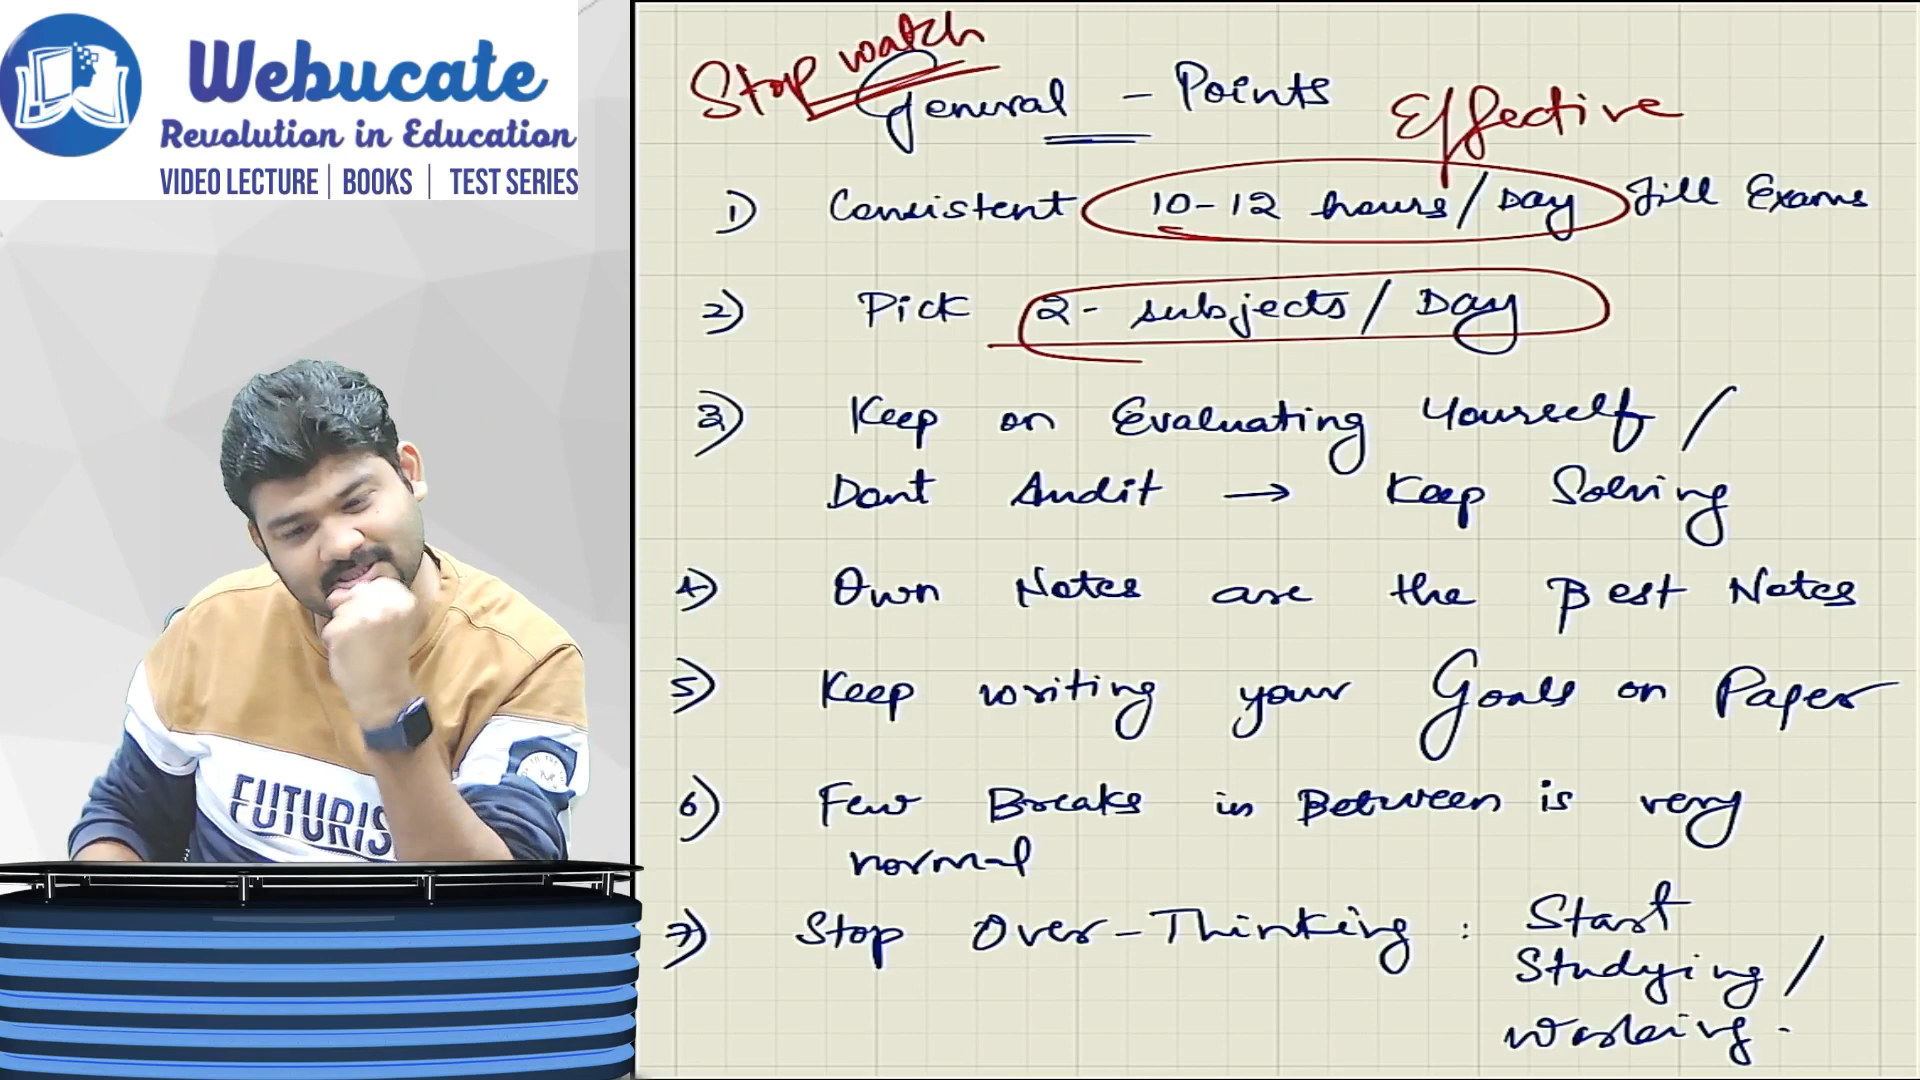 Webucate
Revolution in Education
VIDEO LECTURE | BOOKS | TEST SERIES
FUTURIS
Stop watch
General - Points
Effective
1) Consistent 10-12 hours/Day Till Exams
2) Pick 2- subjects/Day
3) Keep on Evaluating Yourself/
Dont Audit → Keep Solving
4) Own Notes are the Best Notes
5) Keep writing your Goals on Paper
6) Few Breaks in Between is very
normal
7) Stop Over-Thinking : Start
Studying/
Working.